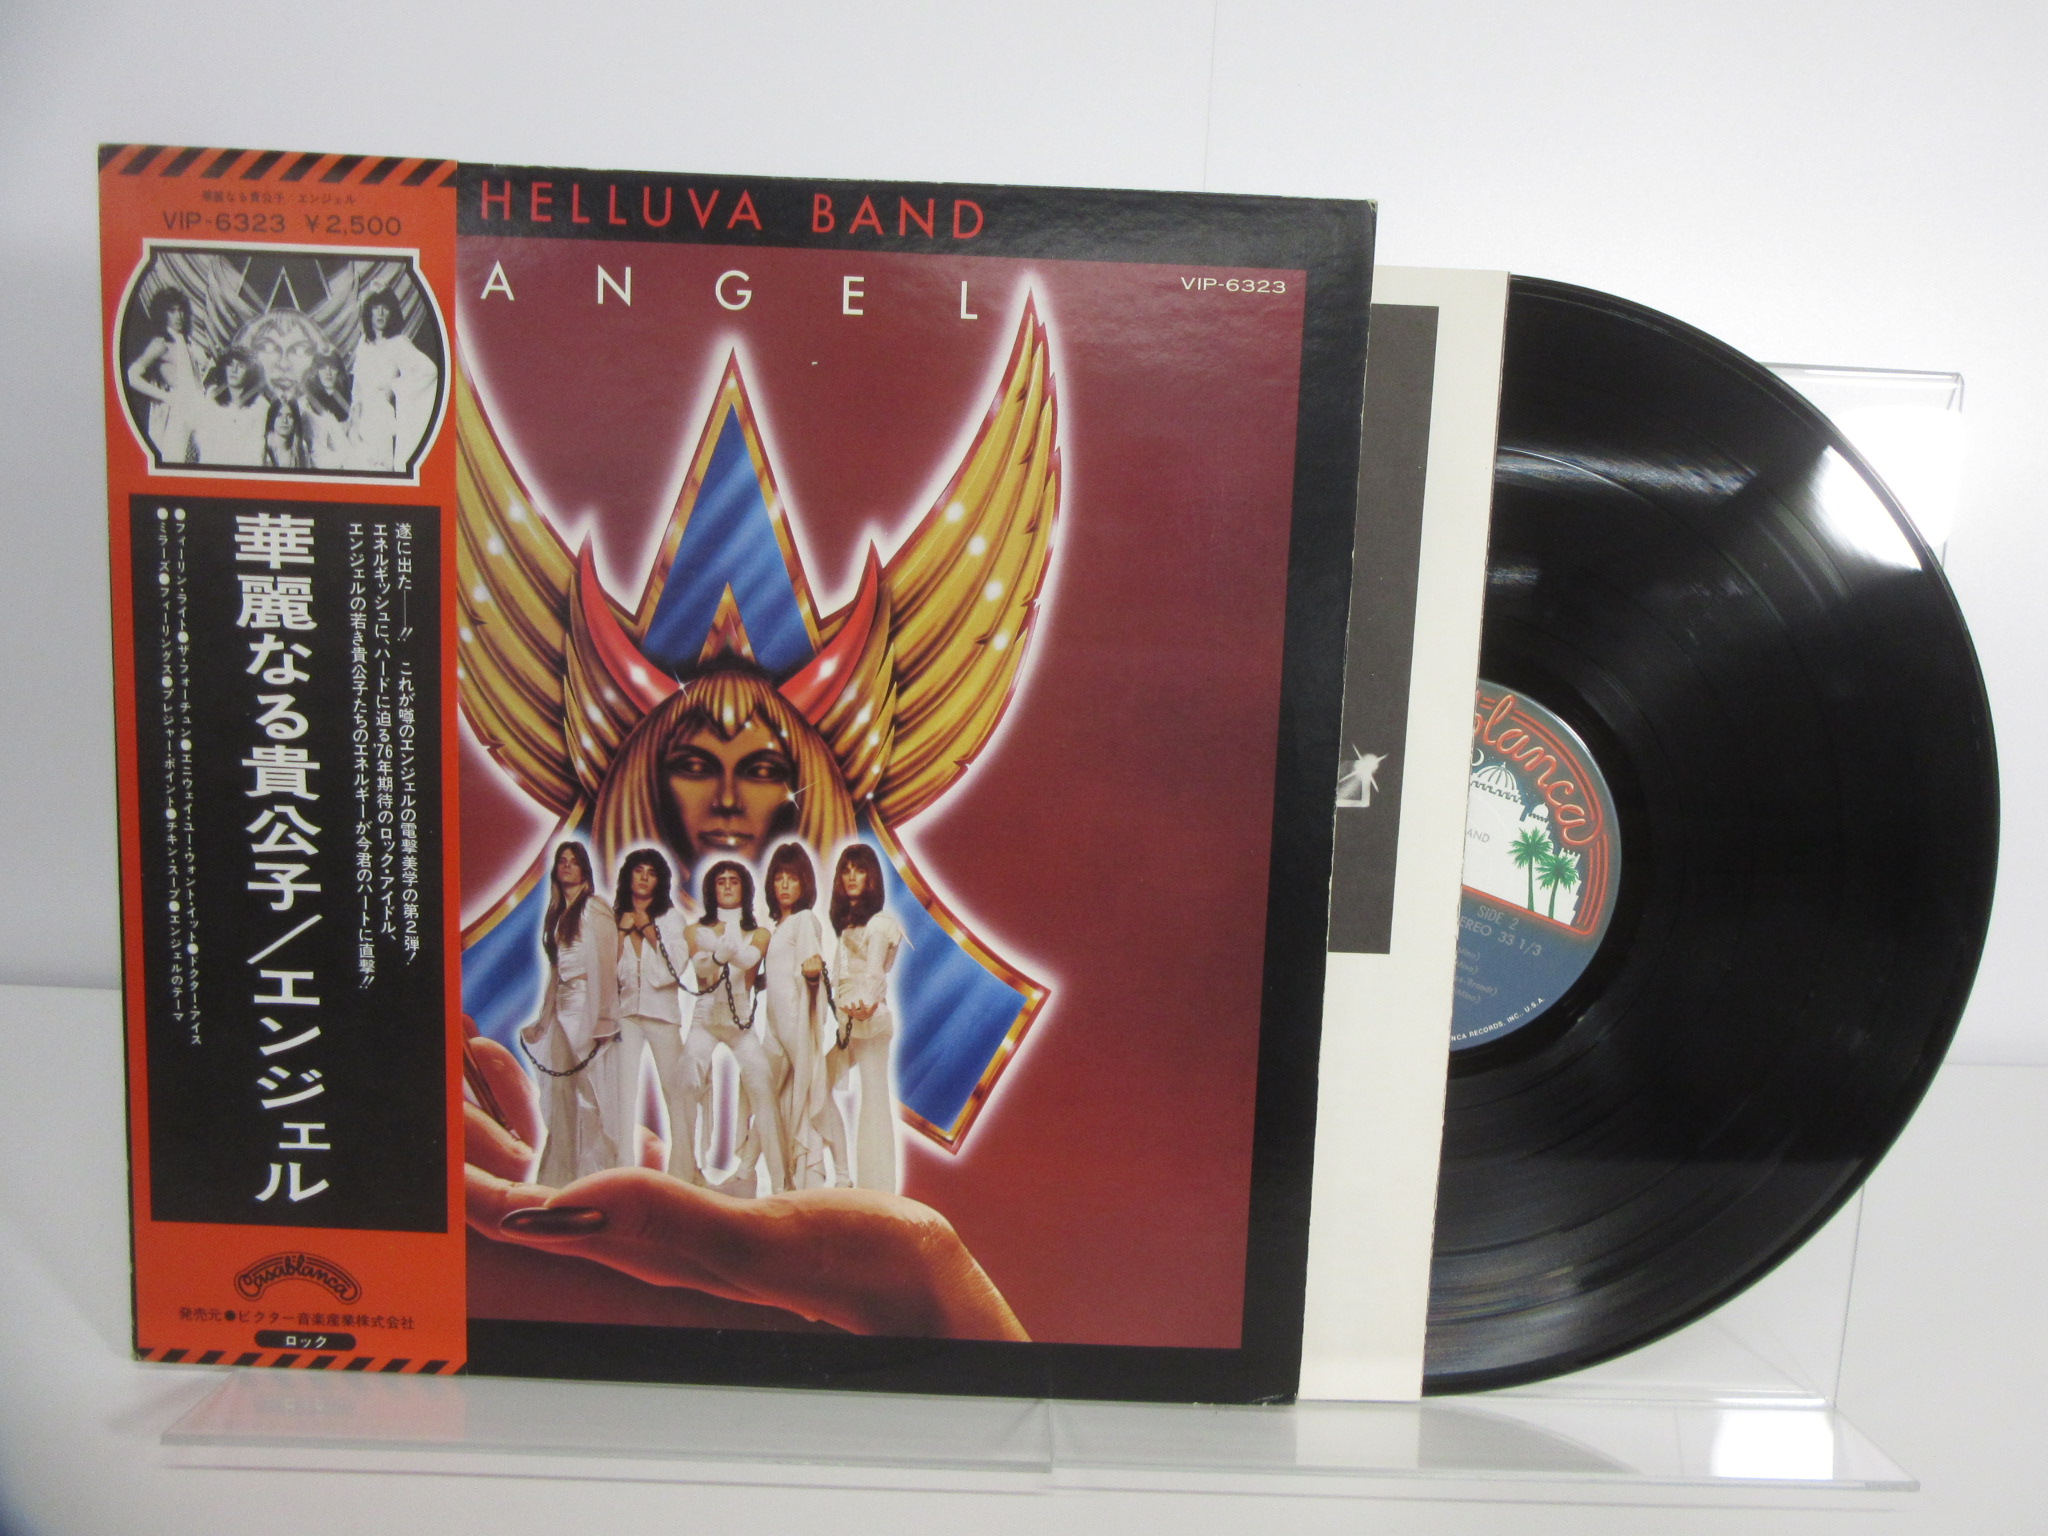 華麗なる貴公子/エンジェル
VIP-6323 ¥2,500
遂に出た——!! これが噂のエンジェルの電撃美学の第2弾!
エネルギッシュに、ハードに迫る'76年期待のロック・アイドル、
エンジェルの若き貴公子たちのエネルギーが今君のハートに直撃!!
華麗なる貴公子/エンジェル
●フィーリン・ライト●ザ・フォーチュン●エニウェイ・ユー・ウォント・イット●ドクター・アイス
●ミラーズ●フィーリングス●プレジャー・ポイント●チキン・スープ●エンジェルのテーマ
Casablanca
発売元●ビクター音楽産業株式会社
ロック
HELLUVA BAND
ANGEL
VIP-6323
blanca
AND
SIDE 2
EREO 33 1/3
NCA RECORDS, INC., U.S.A.